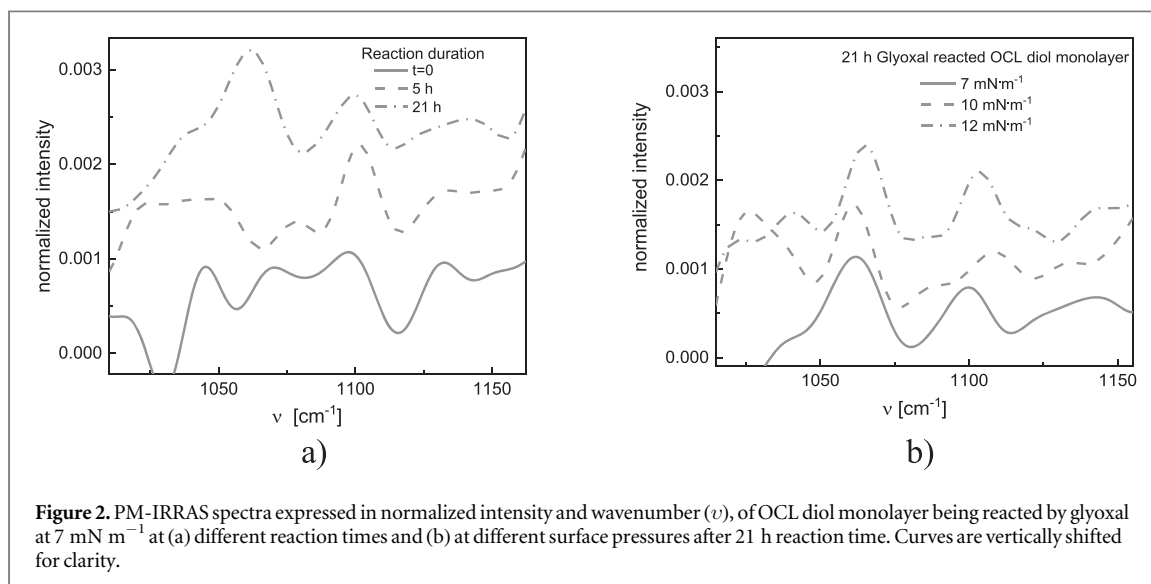 Reaction duration
t=0
5 h
21 h
0.003
0.002
0.001
0.000
normalized intensity
1050
1100
1150
ν [cm⁻¹]
a)
21 h Glyoxal reacted OCL diol monolayer
7 mN·m⁻¹
10 mN·m⁻¹
12 mN·m⁻¹
0.003
0.002
0.001
0.000
normalized intensity
1050
1100
1150
ν [cm⁻¹]
b)
Figure 2. PM-IRRAS spectra expressed in normalized intensity and wavenumber (υ), of OCL diol monolayer being reacted by glyoxal
at 7 mN m⁻¹ at (a) different reaction times and (b) at different surface pressures after 21 h reaction time. Curves are vertically shifted
for clarity.